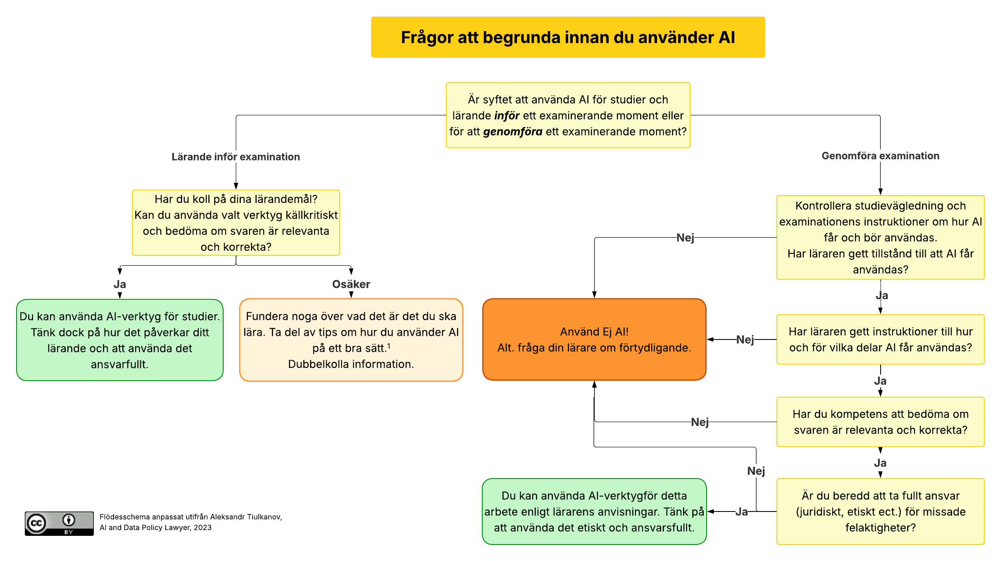 Frågor att begrunda innan du använder AI
Är syftet att använda AI för studier och
lärande inför ett examinerande moment eller
för att genomföra ett examinerande moment?
Lärande inför examination
Genomföra examination
Har du koll på dina lärandemål?
Kan du använda valt verktyg källkritiskt
och bedöma om svaren är relevanta
och korrekta?
Ja
Osäker
Du kan använda AI-verktyg för studier.
Tänk dock på hur det påverkar ditt
lärande och att använda det
ansvarfullt.
Fundera noga över vad det är det du ska
lära. Ta del av tips om hur du använder AI
på ett bra sätt.¹
Dubbelkolla information.
Kontrollera studievägledning och
examinationens instruktioner om hur AI
får och bör användas.
Har läraren gett tillstånd till att AI får
användas?
Nej
Ja
Använd Ej AI!
Alt. fråga din lärare om förtydligande.
Har läraren gett instruktioner till hur
och för vilka delar AI får användas?
Nej
Ja
Har du kompetens att bedöma om
svaren är relevanta och korrekta?
Nej
Ja
Är du beredd att ta fullt ansvar
(juridiskt, etiskt ect.) för missade
felaktigheter?
Nej
Ja
Du kan använda AI-verktygför detta
arbete enligt lärarens anvisningar. Tänk på
att använda det etiskt och ansvarsfullt.
cc
BY
Flödesschema anpassat utifrån Aleksandr Tiulkanov,
AI and Data Policy Lawyer, 2023